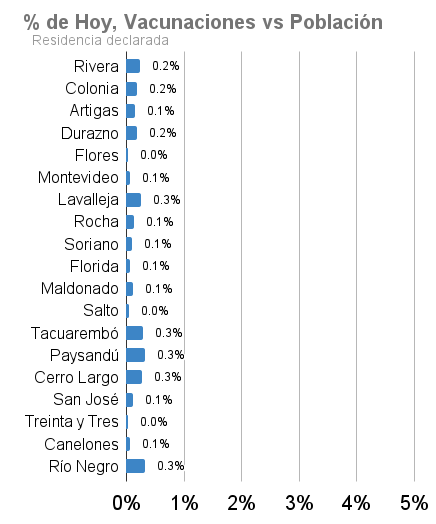 % de Hoy, Vacunaciones vs Población
Residencia declarada
Rivera 0.2%
Colonia 0.2%
Artigas 0.1%
Durazno 0.2%
Flores 0.0%
Montevideo 0.1%
Lavalleja 0.3%
Rocha 0.1%
Soriano 0.1%
Florida 0.1%
Maldonado 0.1%
Salto 0.0%
Tacuarembó 0.3%
Paysandú 0.3%
Cerro Largo 0.3%
San José 0.1%
Treinta y Tres 0.0%
Canelones 0.1%
Río Negro 0.3%
0% 1% 2% 3% 4% 5%